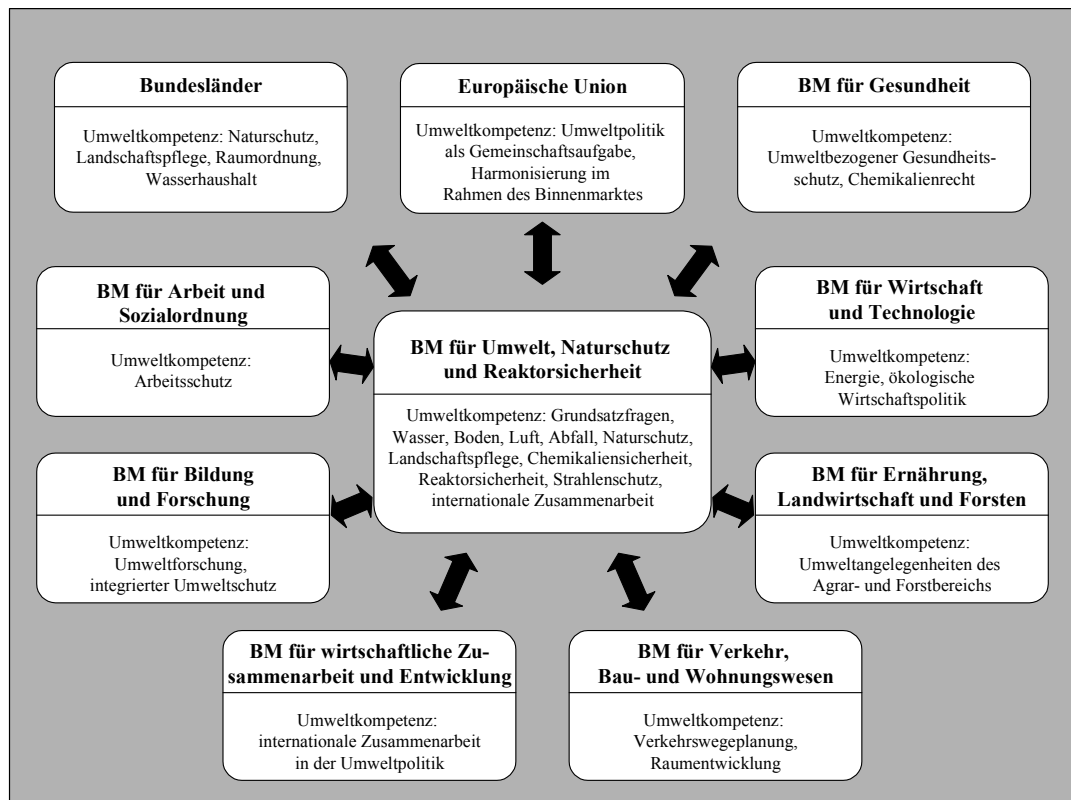 Bundesländer
Umweltkompetenz: Naturschutz,
Landschaftspflege, Raumordnung,
Wasserhaushalt
Europäische Union
Umweltkompetenz: Umweltpolitik
als Gemeinschaftsaufgabe,
Harmonisierung im
Rahmen des Binnenmarktes
BM für Gesundheit
Umweltkompetenz:
Umweltbezogener Gesundheits-
schutz, Chemikalienrecht
BM für Arbeit und
Sozialordnung
Umweltkompetenz:
Arbeitsschutz
BM für Umwelt, Naturschutz
und Reaktorsicherheit
Umweltkompetenz: Grundsatzfragen,
Wasser, Boden, Luft, Abfall, Naturschutz,
Landschaftspflege, Chemikaliensicherheit,
Reaktorsicherheit, Strahlenschutz,
internationale Zusammenarbeit
BM für Wirtschaft
und Technologie
Umweltkompetenz:
Energie, ökologische
Wirtschaftspolitik
BM für Bildung
und Forschung
Umweltkompetenz:
Umweltforschung,
integrierter Umweltschutz
BM für Ernährung,
Landwirtschaft und Forsten
Umweltkompetenz:
Umweltangelegenheiten des
Agrar- und Forstbereichs
BM für wirtschaftliche Zu-
sammenarbeit und Entwicklung
Umweltkompetenz:
internationale Zusammenarbeit
in der Umweltpolitik
BM für Verkehr,
Bau- und Wohnungswesen
Umweltkompetenz:
Verkehrswegeplanung,
Raumentwicklung